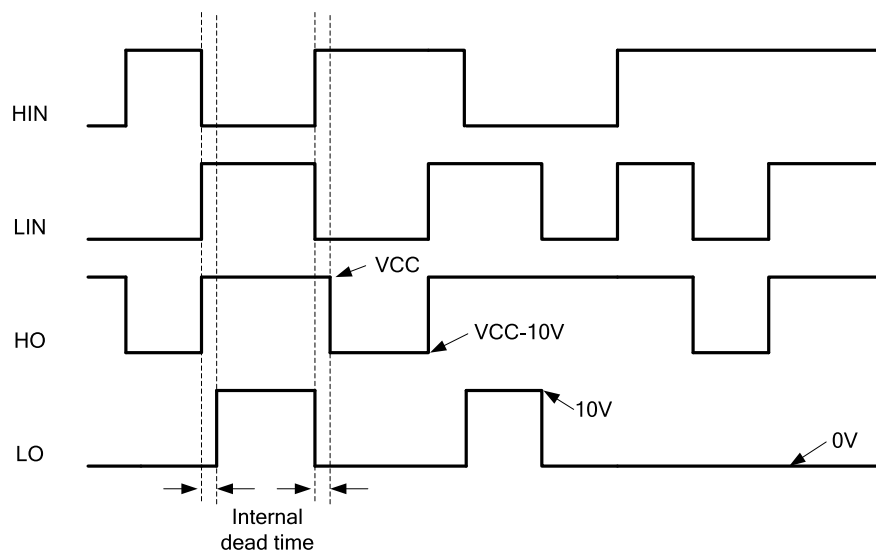 HIN
LIN
VCC
HO
VCC-10V
10V
LO
0V
Internal
dead time